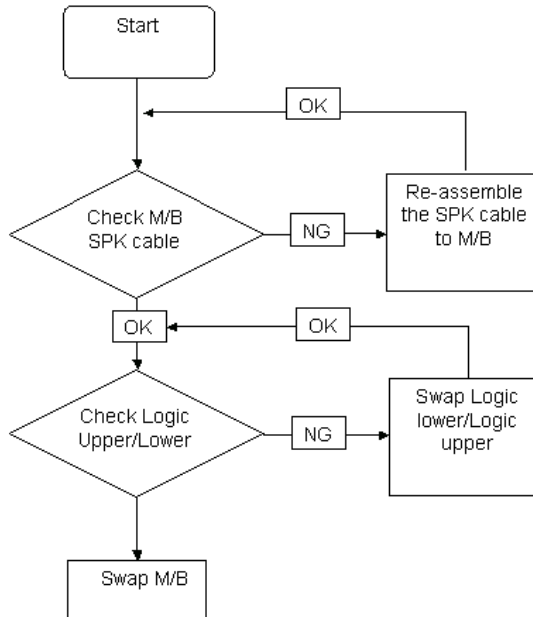 Start
OK
Check M/B
SPK cable
NG
Re-assemble
the SPK cable
to M/B
OK
OK
Check Logic
Upper/Lower
NG
Swap Logic
lower/Logic
upper
Swap M/B